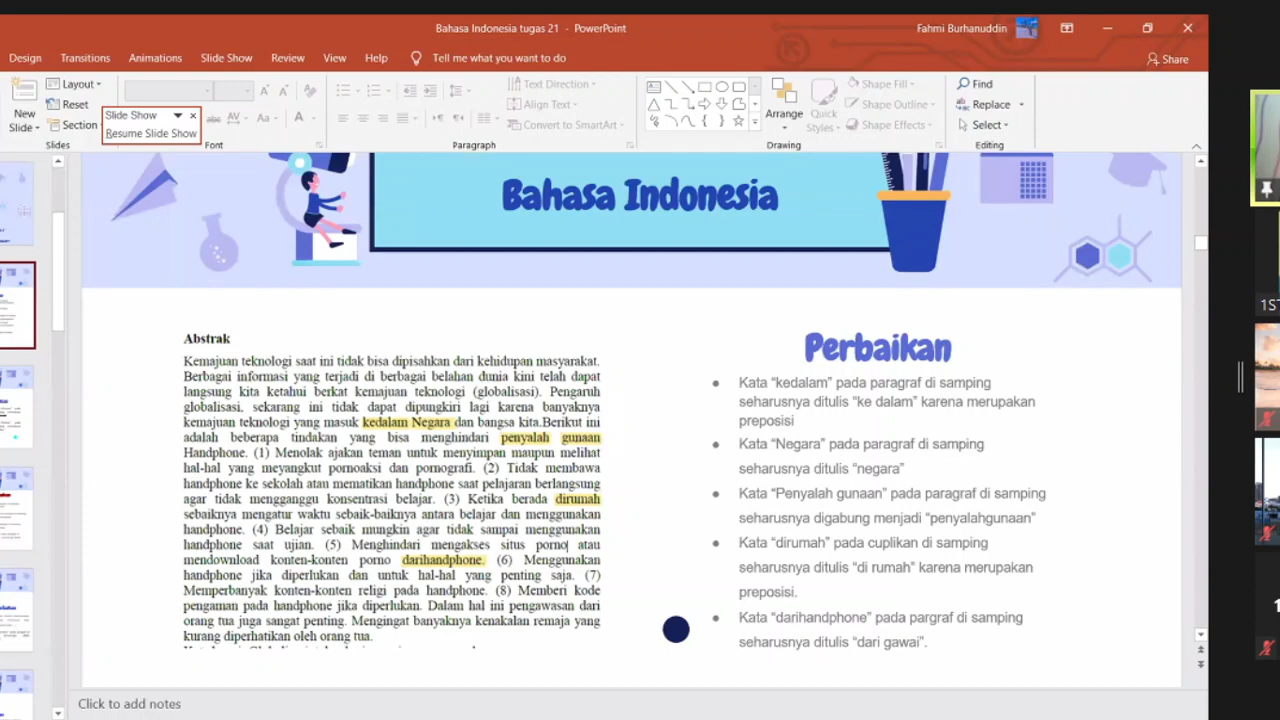 Bahasa Indonesia tugas 21 - PowerPoint
Fahmi Burhanuddin
Design Transitions Animations Slide Show Review View Help Tell me what you want to do
Share
New Slide
Layout
Reset
Section
Slide Show
Resume Slide Show
Text Direction
Align Text
Convert to SmartArt
Arrange
Quick Styles
Shape Fill
Shape Outline
Shape Effects
Find
Replace
Select
Slides Font Paragraph Drawing Editing
Bahasa Indonesia
Abstrak
Kemajuan teknologi saat ini tidak bisa dipisahkan dari kehidupan masyarakat.
Berbagai informasi yang terjadi di berbagai belahan dunia kini telah dapat
langsung kita ketahui berkat kemajuan teknologi (globalisasi). Pengaruh
globalisasi, sekarang ini tidak dapat dipungkiri lagi karena banyaknya
kemajuan teknologi yang masuk kedalam Negara dan bangsa kita.Berikut ini
adalah beberapa tindakan yang bisa menghindari penyalah gunaan
Handphone. (1) Menolak ajakan teman untuk menyimpan maupun melihat
hal-hal yang meyangkut pornoaksi dan pornografi. (2) Tidak membawa
handphone ke sekolah atau mematikan handphone saat pelajaran berlangsung
agar tidak mengganggu konsentrasi belajar. (3) Ketika berada dirumah
sebaiknya mengatur waktu sebaik-baiknya antara belajar dan menggunakan
handphone. (4) Belajar sebaik mungkin agar tidak sampai menggunakan
handphone saat ujian. (5) Menghindari mengakses situs porno atau
mendownload konten-konten porno darihandphone. (6) Menggunakan
handphone jika diperlukan dan untuk hal-hal yang penting saja. (7)
Memperbanyak konten-konten religi pada handphone. (8) Memberi kode
pengaman pada handphone jika diperlukan. Dalam hal ini pengawasan dari
orang tua juga sangat penting. Mengingat banyaknya kenakalan remaja yang
kurang diperhatikan oleh orang tua.
Perbaikan
● Kata “kedalam” pada paragraf di samping
seharusnya ditulis “ke dalam” karena merupakan
preposisi
● Kata “Negara” pada paragraf di samping
seharusnya ditulis “negara”
● Kata “Penyalah gunaan” pada paragraf di samping
seharusnya digabung menjadi “penyalahgunaan”
● Kata “dirumah” pada cuplikan di samping
seharusnya ditulis “di rumah” karena merupakan
preposisi.
● Kata “darihandphone” pada pargraf di samping
seharusnya ditulis “dari gawai”.
Click to add notes
1ST